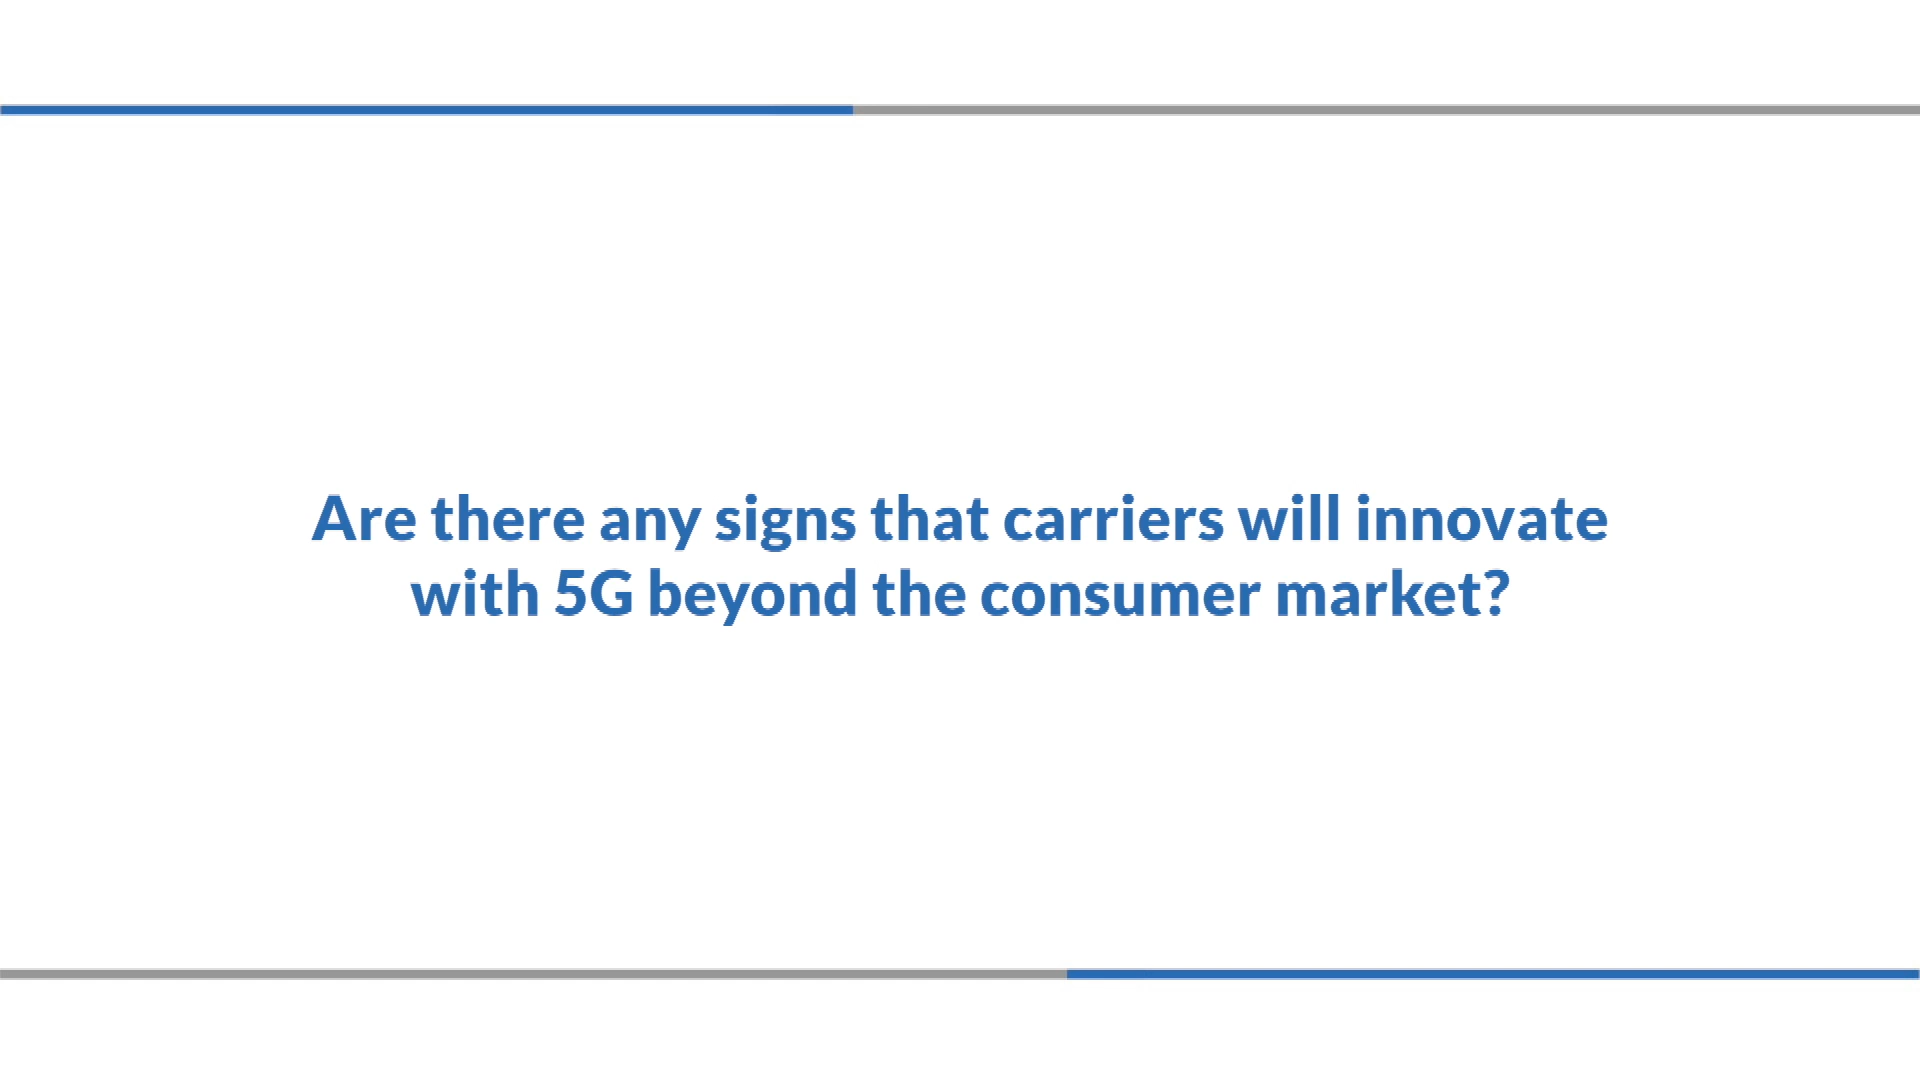 Are there any signs that carriers will innovate
with 5G beyond the consumer market?